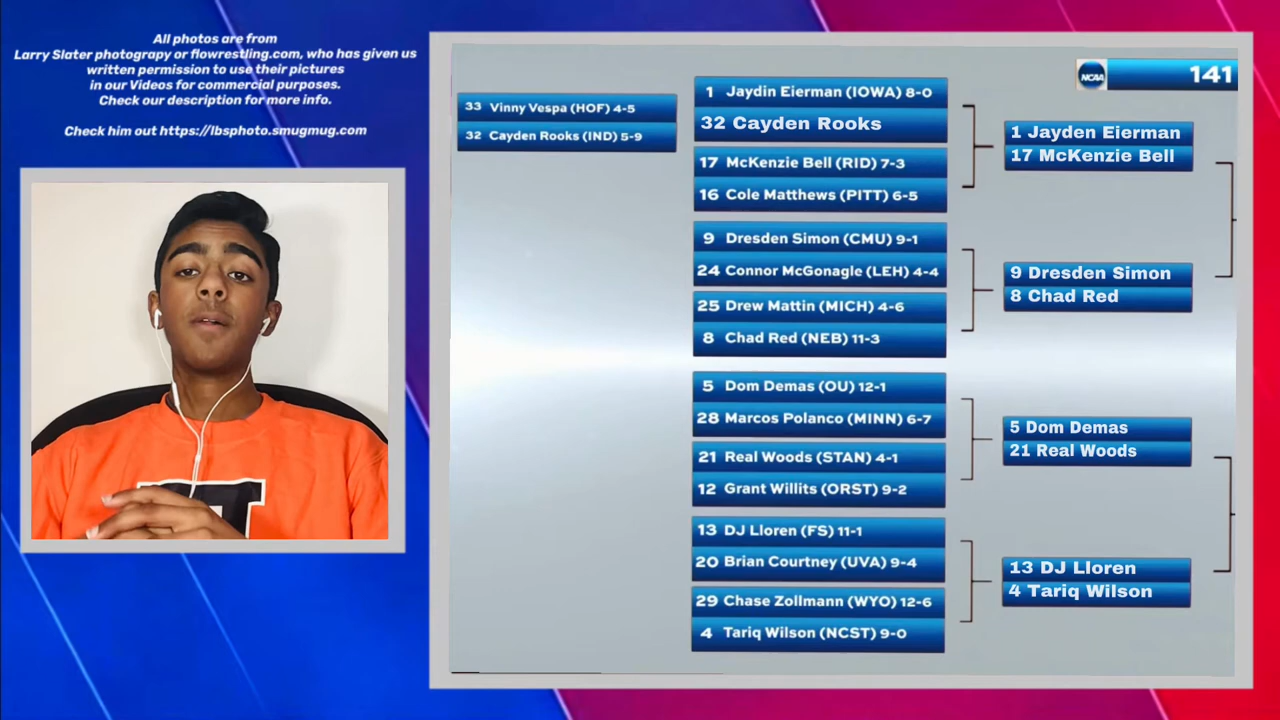 All photos are from
Larry Slater photograpy or flowrestling.com, who has given us
written permission to use their pictures
in our Videos for commercial purposes.
Check our description for more info.
Check him out https://lbsphoto.smugmug.com
NCAA 141
33 Vinny Vespa (HOF) 4-5
32 Cayden Rooks (IND) 5-9
1 Jaydin Eierman (IOWA) 8-0
32 Cayden Rooks
17 McKenzie Bell (RID) 7-3
16 Cole Matthews (PITT) 6-5
9 Dresden Simon (CMU) 9-1
24 Connor McGonagle (LEH) 4-4
25 Drew Mattin (MICH) 4-6
8 Chad Red (NEB) 11-3
5 Dom Demas (OU) 12-1
28 Marcos Polanco (MINN) 6-7
21 Real Woods (STAN) 4-1
12 Grant Willits (ORST) 9-2
13 DJ Lloren (FS) 11-1
20 Brian Courtney (UVA) 9-4
29 Chase Zollmann (WYO) 12-6
4 Tariq Wilson (NCST) 9-0
1 Jayden Eierman
17 McKenzie Bell
9 Dresden Simon
8 Chad Red
5 Dom Demas
21 Real Woods
13 DJ Lloren
4 Tariq Wilson